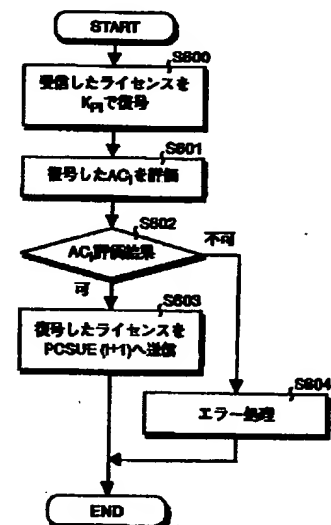 START
S600
受信したライセンスを
KPiで復号
S601
復号したACiを評価
S602
ACi評価結果
不可
可
S603
復号したライセンスを
PCSUE (i+1)へ送信
S604
エラー処理
END